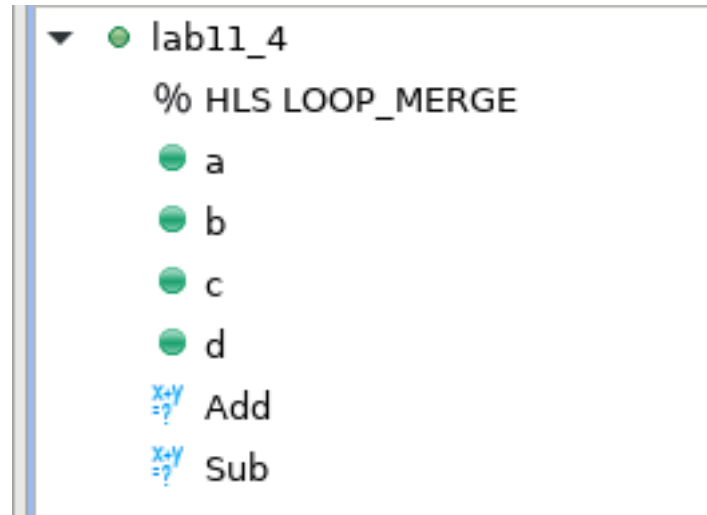 lab11_4
% HLS LOOP_MERGE
a
b
c
d
x+y=? Add
x+y=? Sub